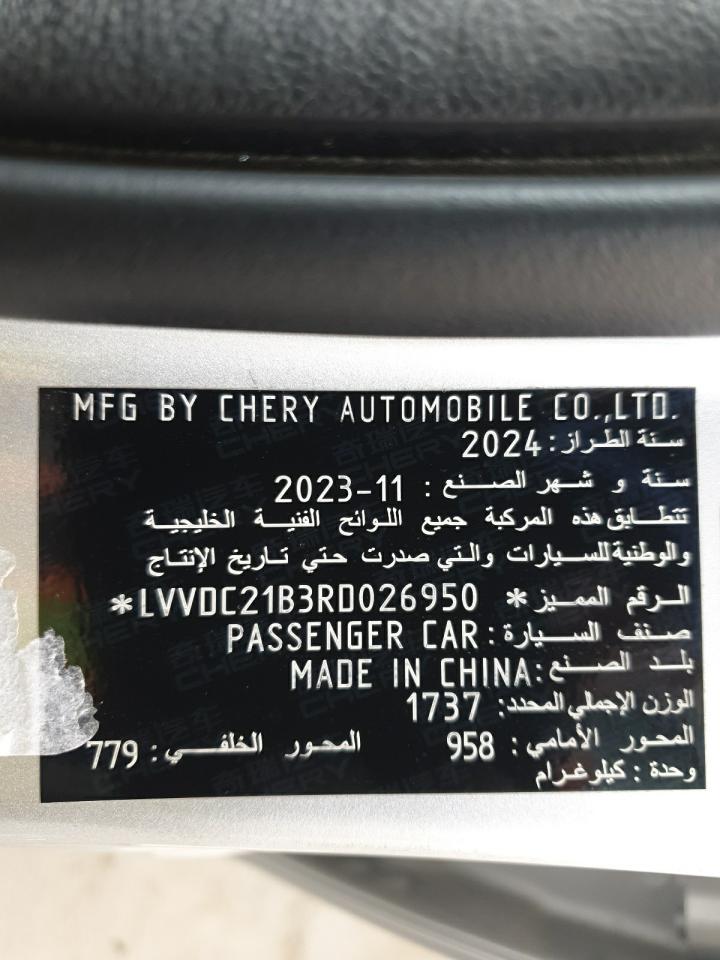 MFG BY CHERY AUTOMOBILE CO.,LTD.
سنة الطراز: 2024
سنة و شهر الصنع : 2023-11
تتطابق هذه المركبة جميع اللوائح الفنية الخليجية
والوطنية للسيارات والتي صدرت حتي تاريخ الإنتاج
الرقم المميز *LVVDC21B3RD026950*
صنف السيارة: PASSENGER CAR
بلد الصنع: MADE IN CHINA
الوزن الإجمالي المحدد: 1737
المحور الأمامي: 958 المحور الخلفي: 779
وحدة : كيلوغرام